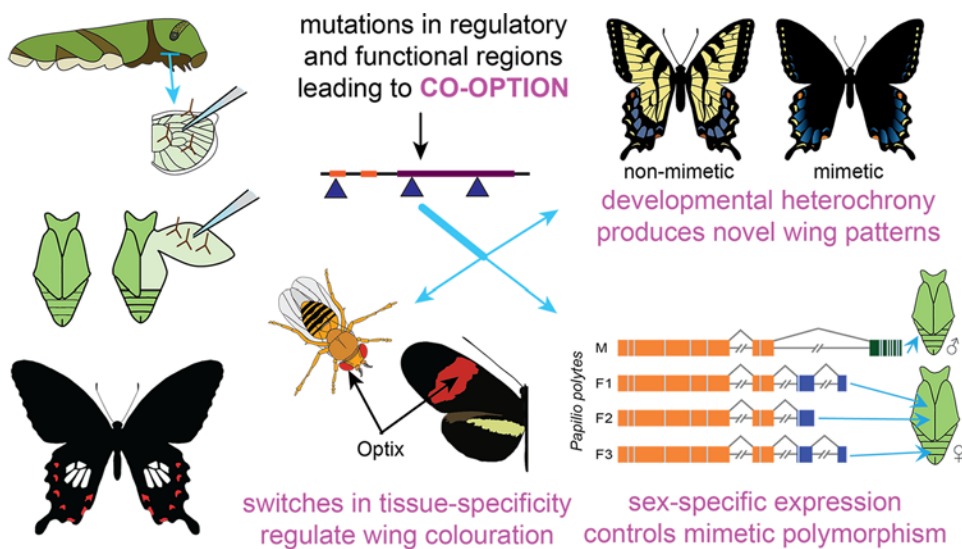 mutations in regulatory
and functional regions
leading to CO-OPTION
non-mimetic
mimetic
developmental heterochrony
produces novel wing patterns
Optix
switches in tissue-specificity
regulate wing colouration
Papilio polytes
M
F1
F2
F3
♂
♀
sex-specific expression
controls mimetic polymorphism